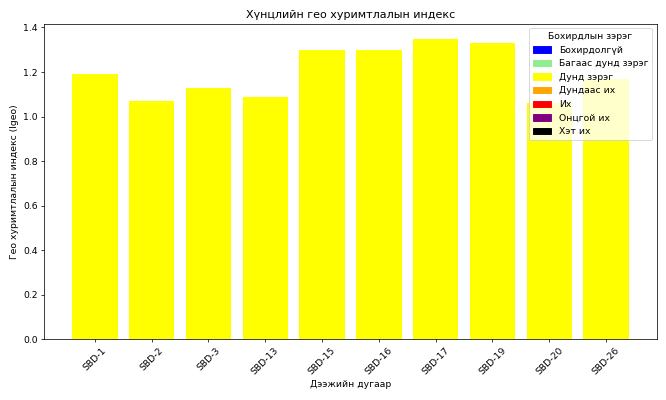 Хүнцлийн гео хуримтлалын индекс
Гео хуримтлалын индекс (Igeo)
1.4
1.2
1.0
0.8
0.6
0.4
0.2
0.0
Бохирдлын зэрэг
Бохирдолгүй
Багаас дунд зэрэг
Дунд зэрэг
Дундаас их
Их
Онцгой их
Хэт их
SBD-1
SBD-2
SBD-3
SBD-13
SBD-15
SBD-16
SBD-17
SBD-19
SBD-20
SBD-26
Дээжийн дугаар